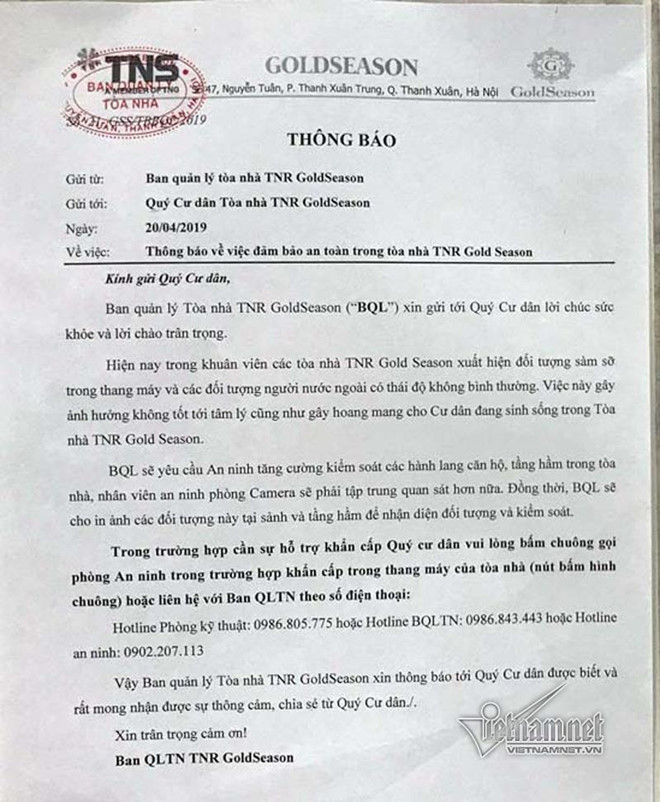 TNS
A MEMBER OF TNG
BAN QUẢN LÝ
TÒA NHÀ
GOLDSEASON
47, Nguyễn Tuân, P. Thanh Xuân Trung, Q. Thanh Xuân, Hà Nội
G
GoldSeason
THÔNG BÁO
Gửi từ: Ban quản lý tòa nhà TNR GoldSeason
Gửi tới: Quý Cư dân Tòa nhà TNR GoldSeason
Ngày: 20/04/2019
Về việc: Thông báo về việc đảm bảo an toàn trong tòa nhà TNR Gold Season
Kính gửi Quý Cư dân,
Ban quản lý Tòa nhà TNR GoldSeason (“BQL”) xin gửi tới Quý Cư dân lời chúc sức
khỏe và lời chào trân trọng.
Hiện nay trong khuân viên các tòa nhà TNR Gold Season xuất hiện đối tượng sàm sỡ
trong thang máy và các đối tượng người nước ngoài có thái độ không bình thường. Việc này gây
ảnh hưởng không tốt tới tâm lý cũng như gây hoang mang cho Cư dân đang sinh sống trong Tòa
nhà TNR Gold Season.
BQL sẽ yêu cầu An ninh tăng cường kiểm soát các hành lang căn hộ, tầng hầm trong tòa
nhà, nhân viên an ninh phòng Camera sẽ phải tập trung quan sát hơn nữa. Đồng thời, BQL sẽ
cho in ảnh các đối tượng này tại sảnh và tầng hầm để nhận diện đối tượng và kiểm soát.
Trong trường hợp cần sự hỗ trợ khẩn cấp Quý cư dân vui lòng bấm chuông gọi
phòng An ninh trong trường hợp khẩn cấp trong thang máy của tòa nhà (nút bấm hình
chuông) hoặc liên hệ với Ban QLTN theo số điện thoại:
Hotline Phòng kỹ thuật: 0986.805.775 hoặc Hotline BQLTN: 0986.843.443 hoặc Hotline
an ninh: 0902.207.113
Vậy Ban quản lý Tòa nhà TNR GoldSeason xin thông báo tới Quý Cư dân được biết và
rất mong nhận được sự thông cảm, chia sẻ từ Quý Cư dân./.
Xin trân trọng cảm ơn!
Ban QLTN TNR GoldSeason
Vietnamnet
VIETNAMNET.VN